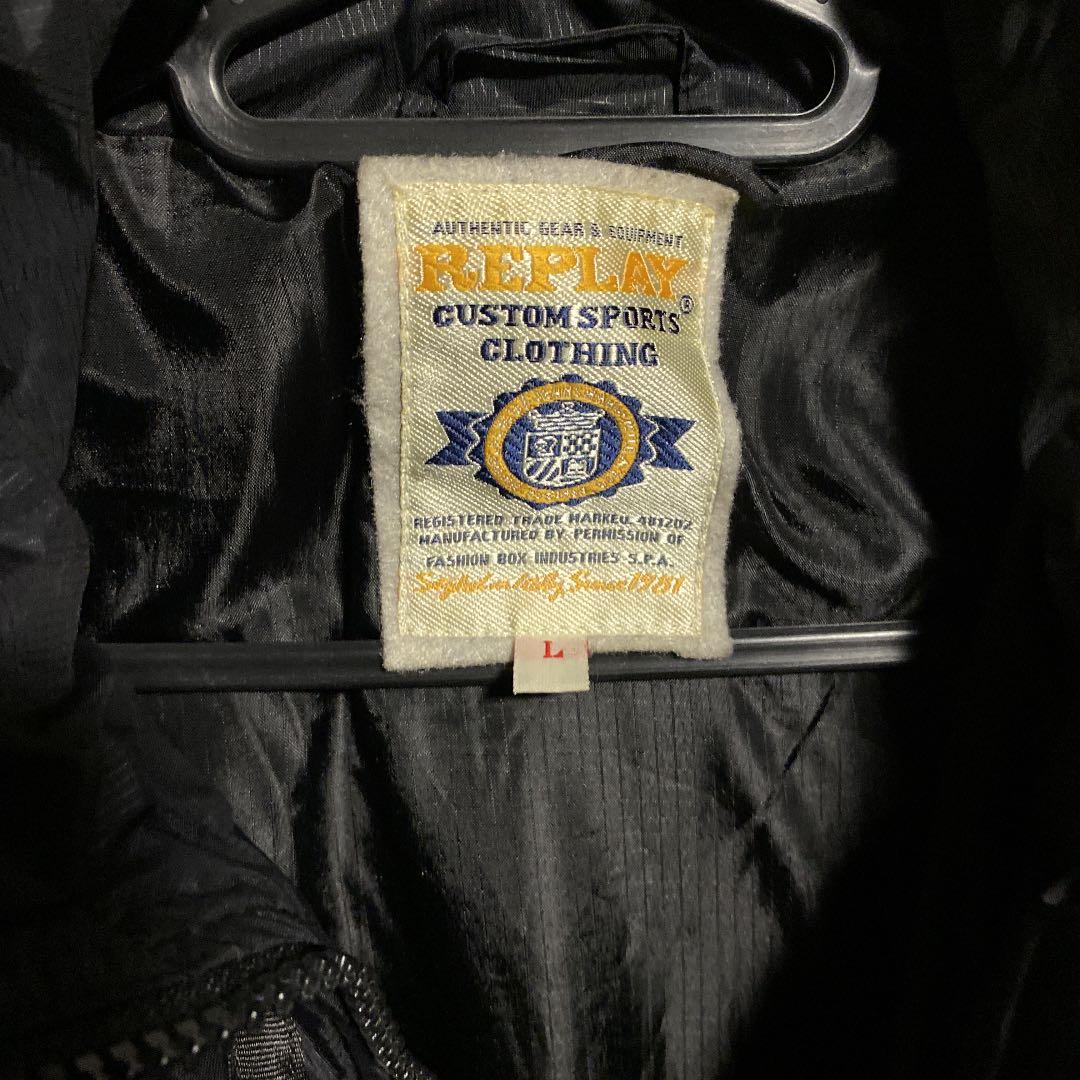 AUTHENTIC GEAR & EQUIPMENT
REPLAY
CUSTOM SPORTS®
CLOTHING
REGISTERED TRADE MARK 481202
MANUFACTURED BY PERMISSION OF
FASHION BOX INDUSTRIES S.P.A.
Styled in Italy, Since 1981
L